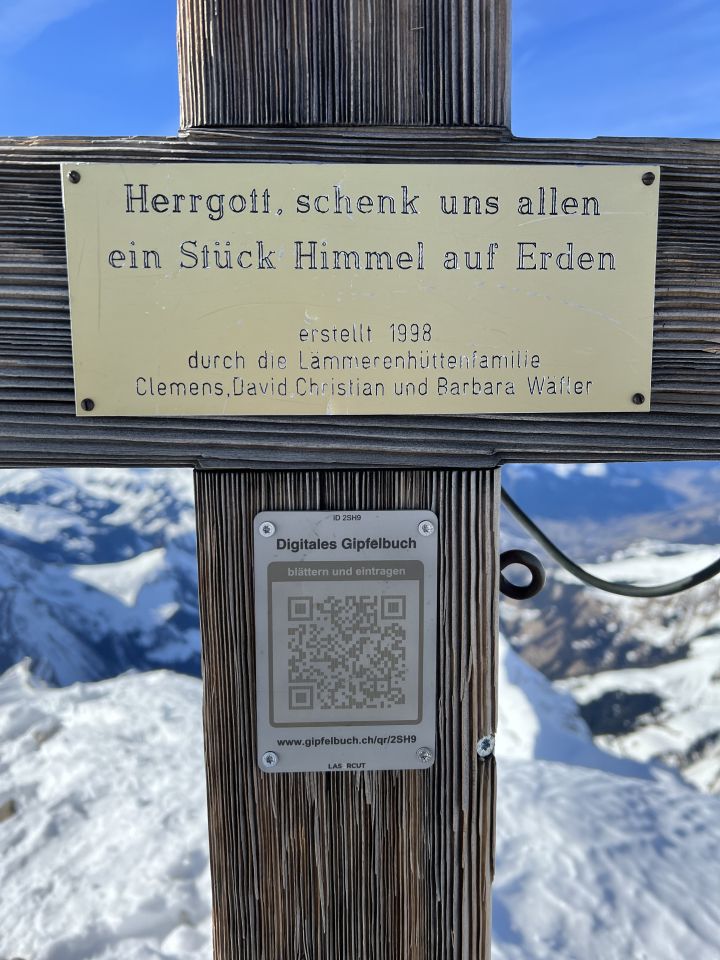 Herrgott, schenk uns allen
ein Stück Himmel auf Erden
erstellt 1998
durch die Lämmerenhüttenfamilie
Clemens, David, Christian und Barbara Wäfler
ID 2SH9
Digitales Gipfelbuch
blättern und eintragen
www.gipfelbuch.ch/qr/2SH9